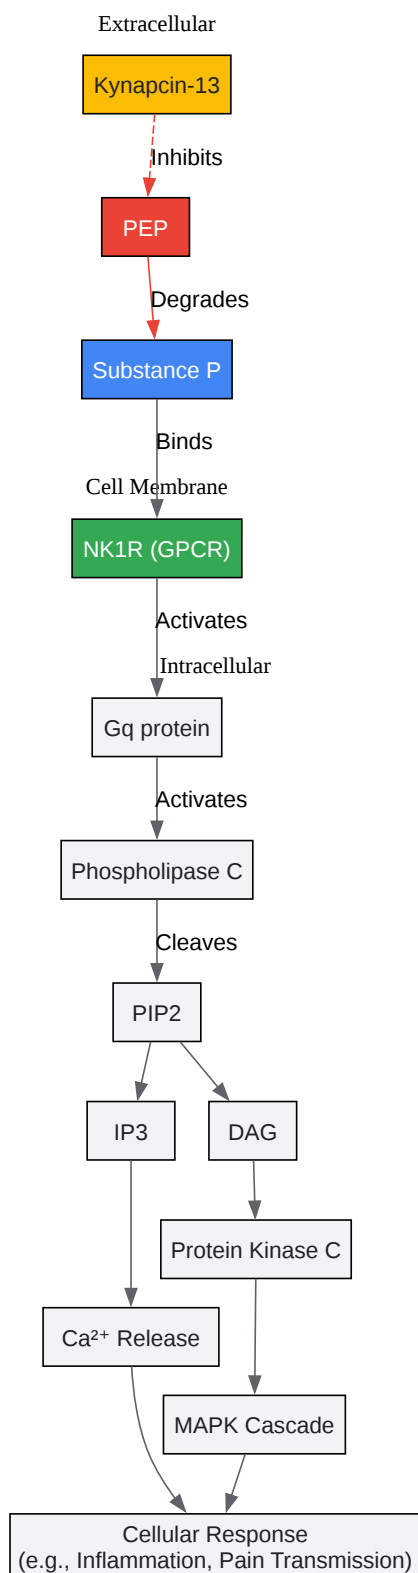 Extracellular
Kynapcin-13
Inhibits
PEP
Degrades
Substance P
Binds
Cell Membrane
NK1R (GPCR)
Activates
Intracellular
Gq protein
Activates
Phospholipase C
Cleaves
PIP2
IP3
DAG
Protein Kinase C
Ca²⁺ Release
MAPK Cascade
Cellular Response
(e.g., Inflammation, Pain Transmission)